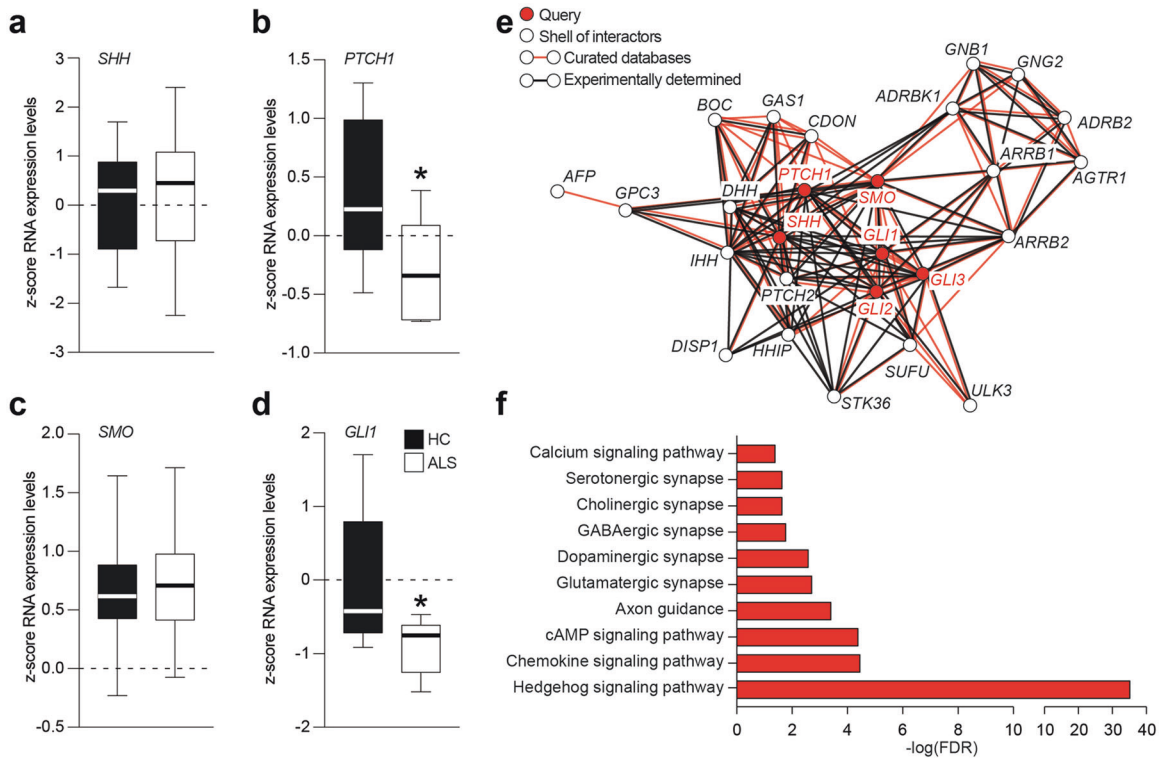 a
SHH
z-score RNA expression levels
3
2
1
0
-1
-2
-3
b
PTCH1
z-score RNA expression levels
1.5
1.0
0.5
0.0
-0.5
-1.0
*
c
SMO
z-score RNA expression levels
2.0
1.5
1.0
0.5
0.0
-0.5
d
GLI1
z-score RNA expression levels
2
1
0
-1
-2
*
HC
ALS
e
Query
Shell of interactors
Curated databases
Experimentally determined
GNB1
GNG2
ADRBK1
ADRB2
BOC
GAS1
CDON
ARRB1
AGTR1
AFP
GPC3
DHH
PTCH1
SMO
SHH
GLI1
ARRB2
IHH
PTCH2
GLI3
GLI2
DISP1
HHIP
SUFU
ULK3
STK36
f
Calcium signaling pathway
Serotonergic synapse
Cholinergic synapse
GABAergic synapse
Dopaminergic synapse
Glutamatergic synapse
Axon guidance
cAMP signaling pathway
Chemokine signaling pathway
Hedgehog signaling pathway
0 2 4 6 8 10 10 20 30 40
-log(FDR)